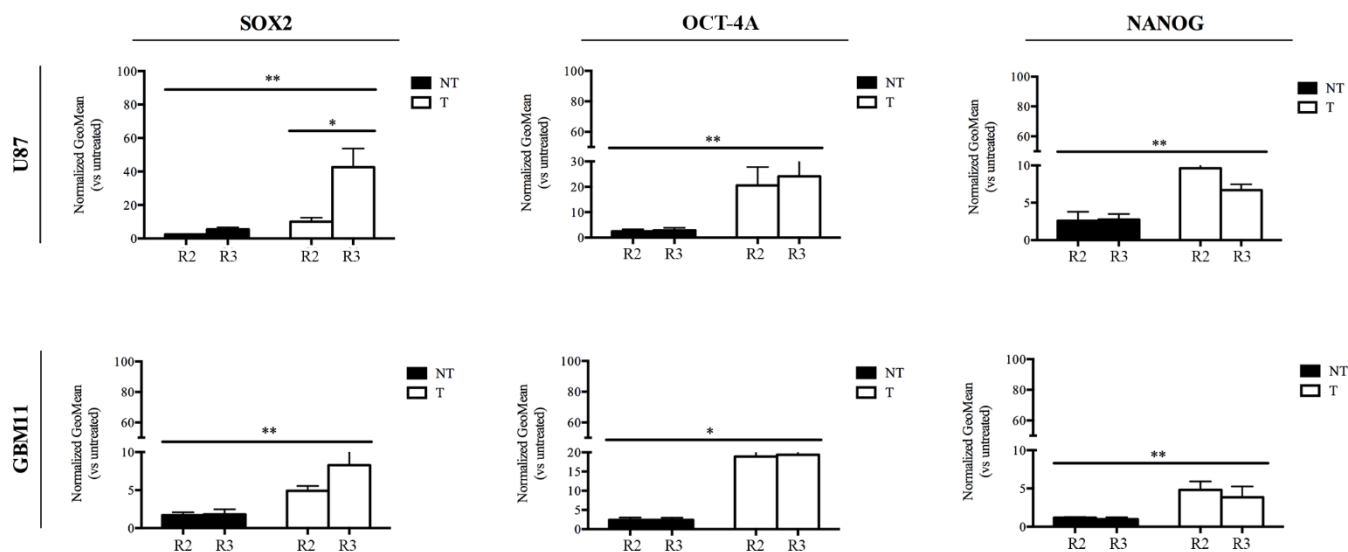 SOX2
OCT-4A
NANOG
U87
Normalized GeoMean
(vs untreated)
100
80
60
40
20
0
**
*
R2 R3 R2 R3
NT
T
Normalized GeoMean
(vs untreated)
100
80
60
30
20
10
0
**
R2 R3 R2 R3
NT
T
Normalized GeoMean
(vs untreated)
100
80
60
10
5
0
**
R2 R3 R2 R3
NT
T
GBM11
Normalized GeoMean
(vs untreated)
100
80
60
10
5
0
**
R2 R3 R2 R3
NT
T
Normalized GeoMean
(vs untreated)
100
80
60
20
15
10
5
0
*
R2 R3 R2 R3
NT
T
Normalized GeoMean
(vs untreated)
100
80
60
10
5
0
**
R2 R3 R2 R3
NT
T